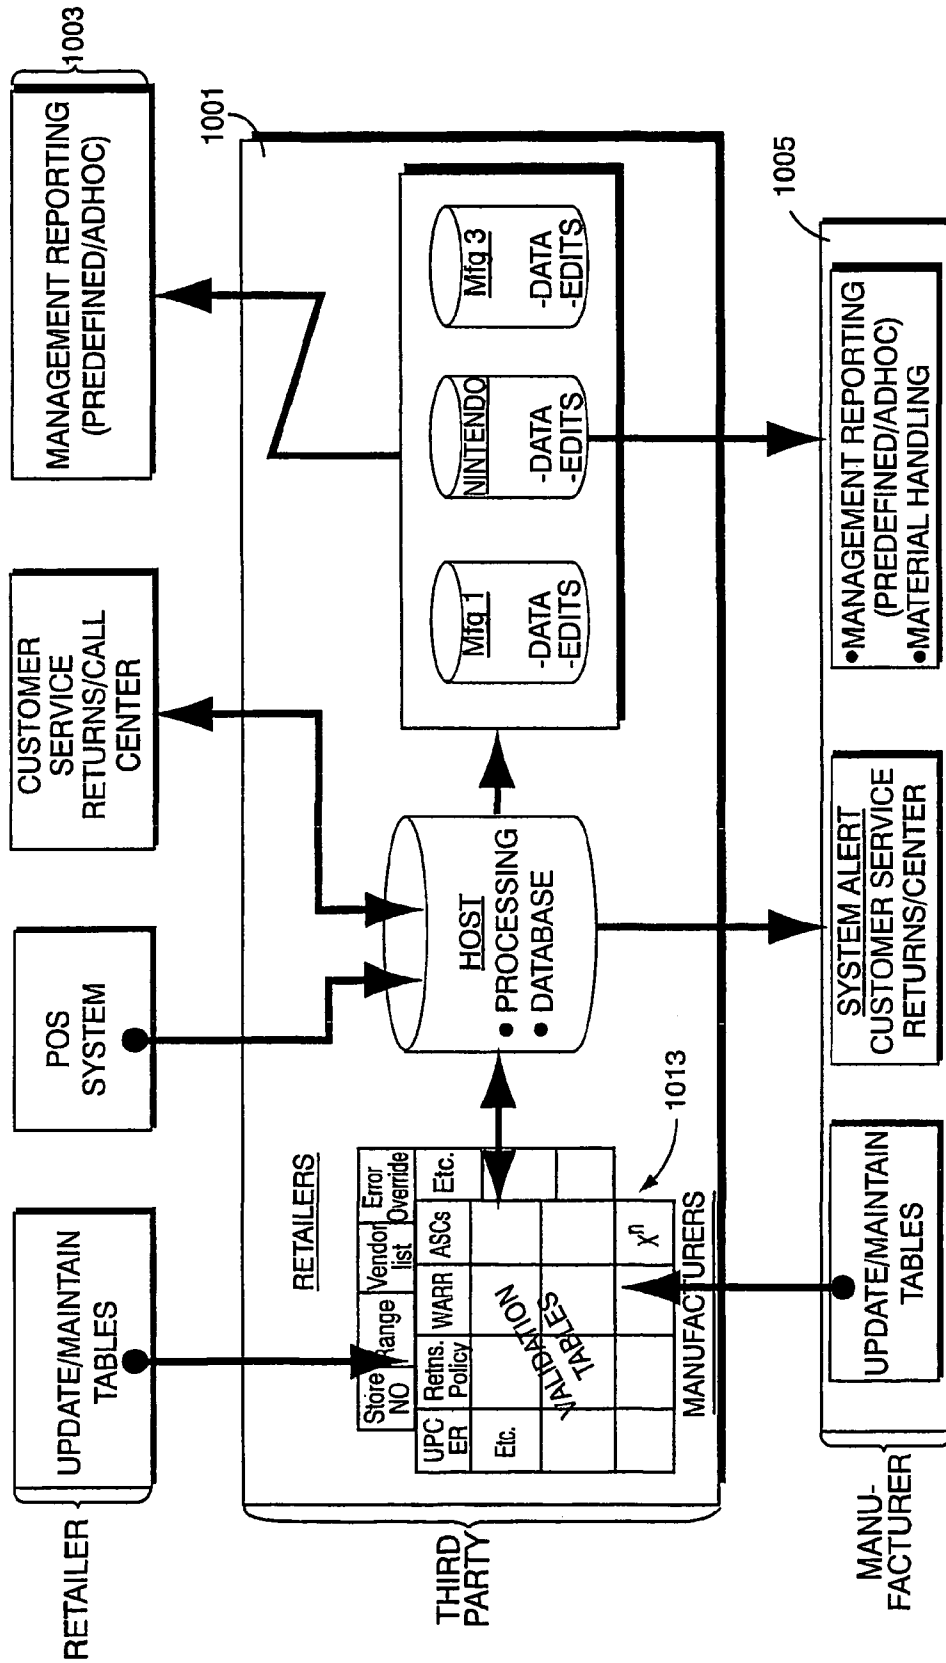 RETAILER
UPDATE/MAINTAIN
TABLES
POS
SYSTEM
CUSTOMER
SERVICE
RETURNS/CALL
CENTER
MANAGEMENT REPORTING
(PREDEFINED/ADHOC)
1003
THIRD
PARTY
1001
RETAILERS
Store
NO
Range
Vendor
list
Error
Override
UPC
ER
Retns.
Policy
WARR
ASCs
Etc.
Etc.
VALIDATION
TABLES
Xⁿ
MANUFACTURERS
1013
HOST
• PROCESSING
• DATABASE
Mfg 1
-DATA
-EDITS
NINTENDO
-DATA
-EDITS
Mfg 3
-DATA
-EDITS
MANU-
FACTURER
UPDATE/MAINTAIN
TABLES
SYSTEM ALERT
CUSTOMER SERVICE
RETURNS/CENTER
•MANAGEMENT REPORTING
(PREDEFINED/ADHOC)
•MATERIAL HANDLING
1005